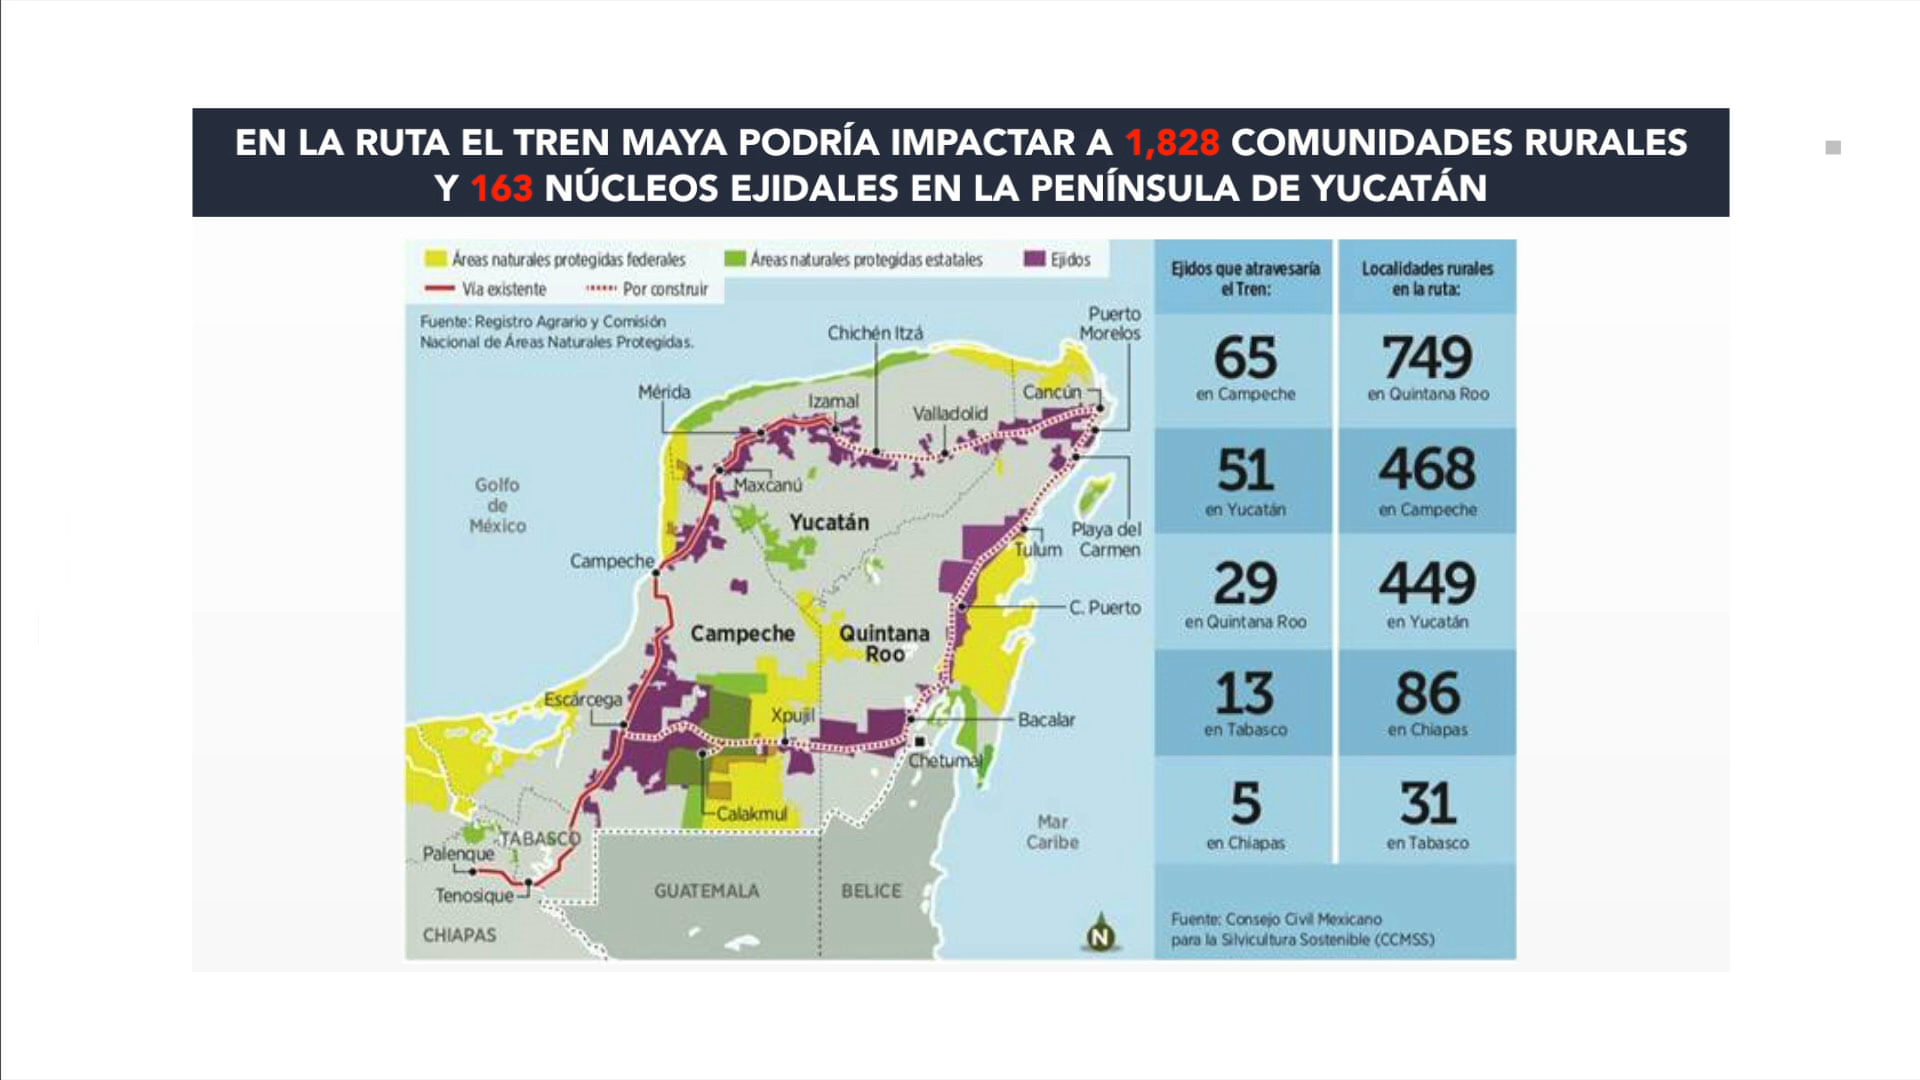 EN LA RUTA EL TREN MAYA PODRÍA IMPACTAR A 1,828 COMUNIDADES RURALES
Y 163 NÚCLEOS EJIDALES EN LA PENÍNSULA DE YUCATÁN
Áreas naturales protegidas federales
Áreas naturales protegidas estatales
Ejidos
Vía existente
Por construir
Fuente: Registro Agrario y Comisión
Nacional de Áreas Naturales Protegidas.
Puerto
Morelos
Chichén Itzá
Mérida
Izamal
Cancún
Valladolid
Maxcanú
Golfo
de
México
Yucatán
Playa del
Carmen
Tulum
Campeche
C. Puerto
Campeche
Quintana
Roo
Escárcega
Xpujil
Bacalar
Chetumal
Calakmul
Mar
Caribe
TABASCO
Palenque
Tenosique
GUATEMALA
BELICE
CHIAPAS
N
Ejidos que atravesaría
el Tren:
65
en Campeche
51
en Yucatán
29
en Quintana Roo
13
en Tabasco
5
en Chiapas
Localidades rurales
en la ruta:
749
en Quintana Roo
468
en Campeche
449
en Yucatán
86
en Chiapas
31
en Tabasco
Fuente: Consejo Civil Mexicano
para la Silvicultura Sostenible (CCMSS)